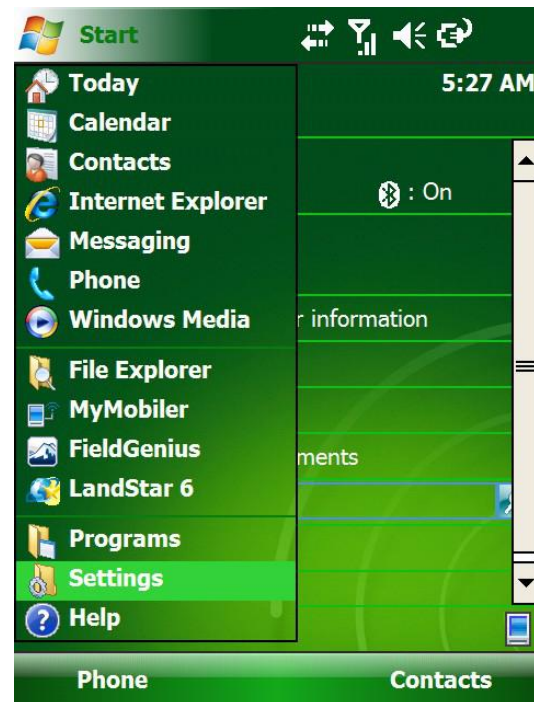 Start
Today
5:27 AM
Calendar
Contacts
Internet Explorer
: On
Messaging
Phone
Windows Media
r information
File Explorer
MyMobiler
FieldGenius
ments
LandStar 6
Programs
Settings
Help
Phone
Contacts